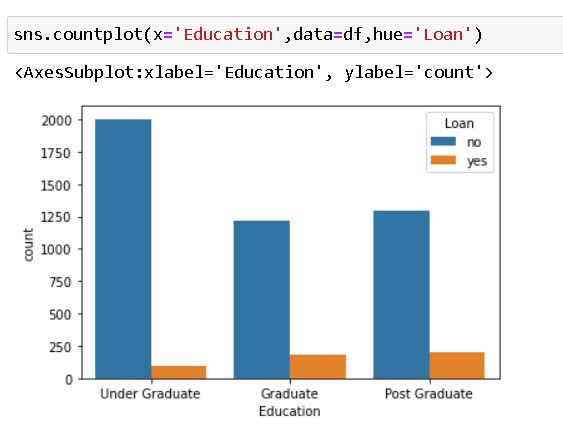 sns.countplot(x='Education',data=df,hue='Loan')
<AxesSubplot:xlabel='Education', ylabel='count'>
Loan
no
yes
2000
1750
1500
1250
1000
750
500
250
0
count
Under Graduate Graduate Post Graduate
Education